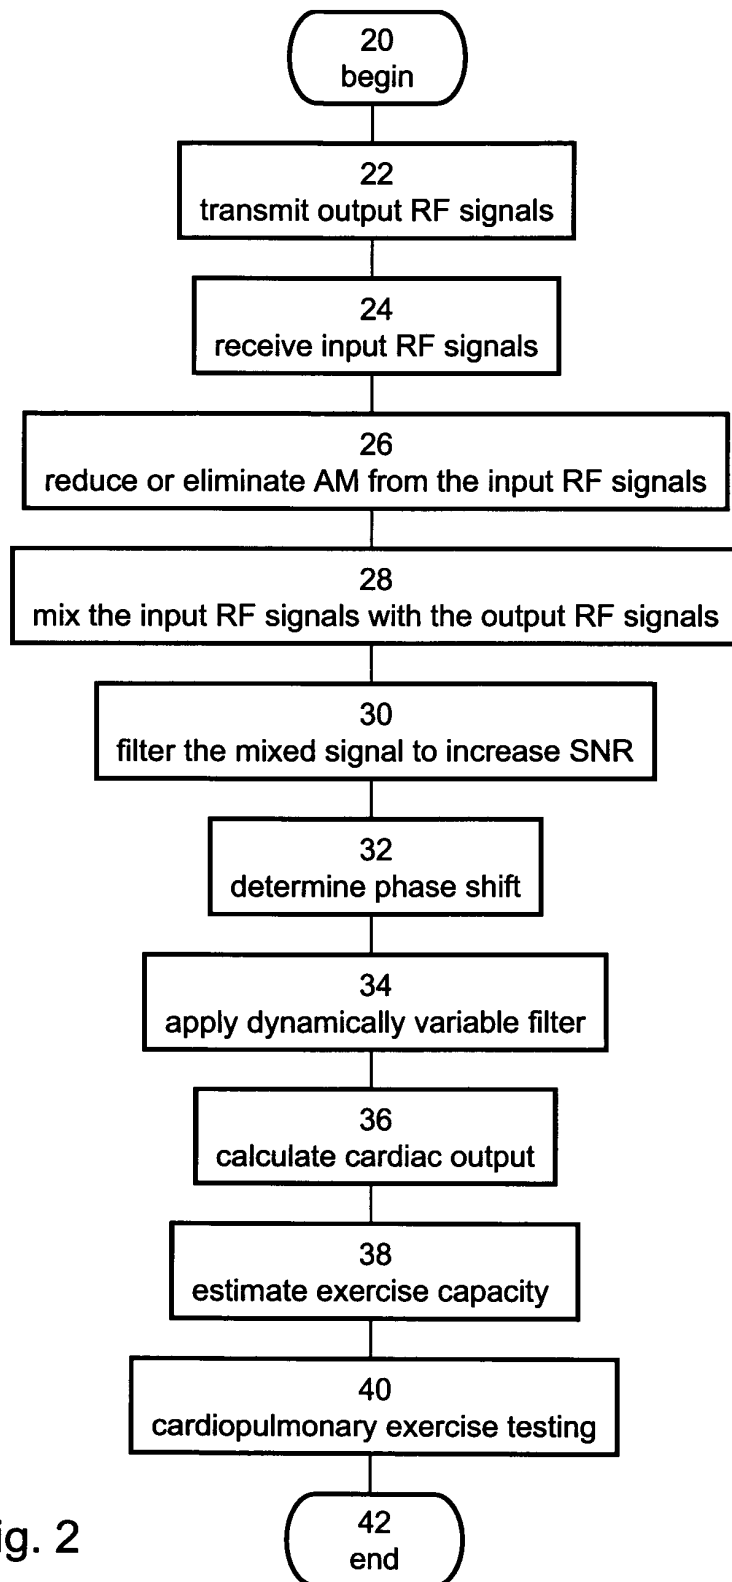 20
begin
22
transmit output RF signals
24
receive input RF signals
26
reduce or eliminate AM from the input RF signals
28
mix the input RF signals with the output RF signals
30
filter the mixed signal to increase SNR
32
determine phase shift
34
apply dynamically variable filter
36
calculate cardiac output
38
estimate exercise capacity
40
cardiopulmonary exercise testing
42
end
ig. 2